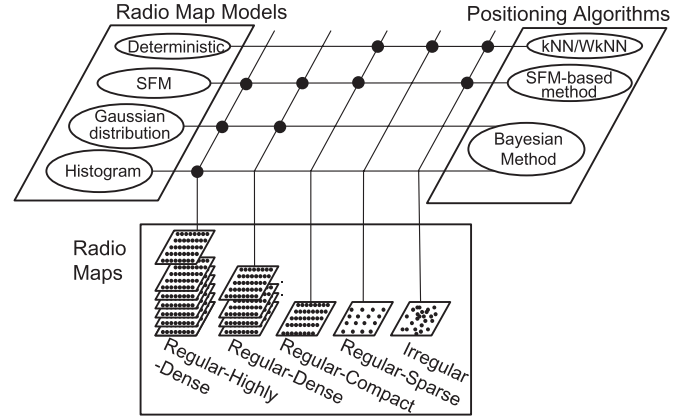 Radio Map Models
Positioning Algorithms
Deterministic
kNN/WkNN
SFM
SFM-based
method
Gaussian
distribution
Bayesian
Method
Histogram
Radio
Maps
Regular-Highly
-Dense
Regular-Dense
Regular-Compact
Regular-Sparse
Irregular